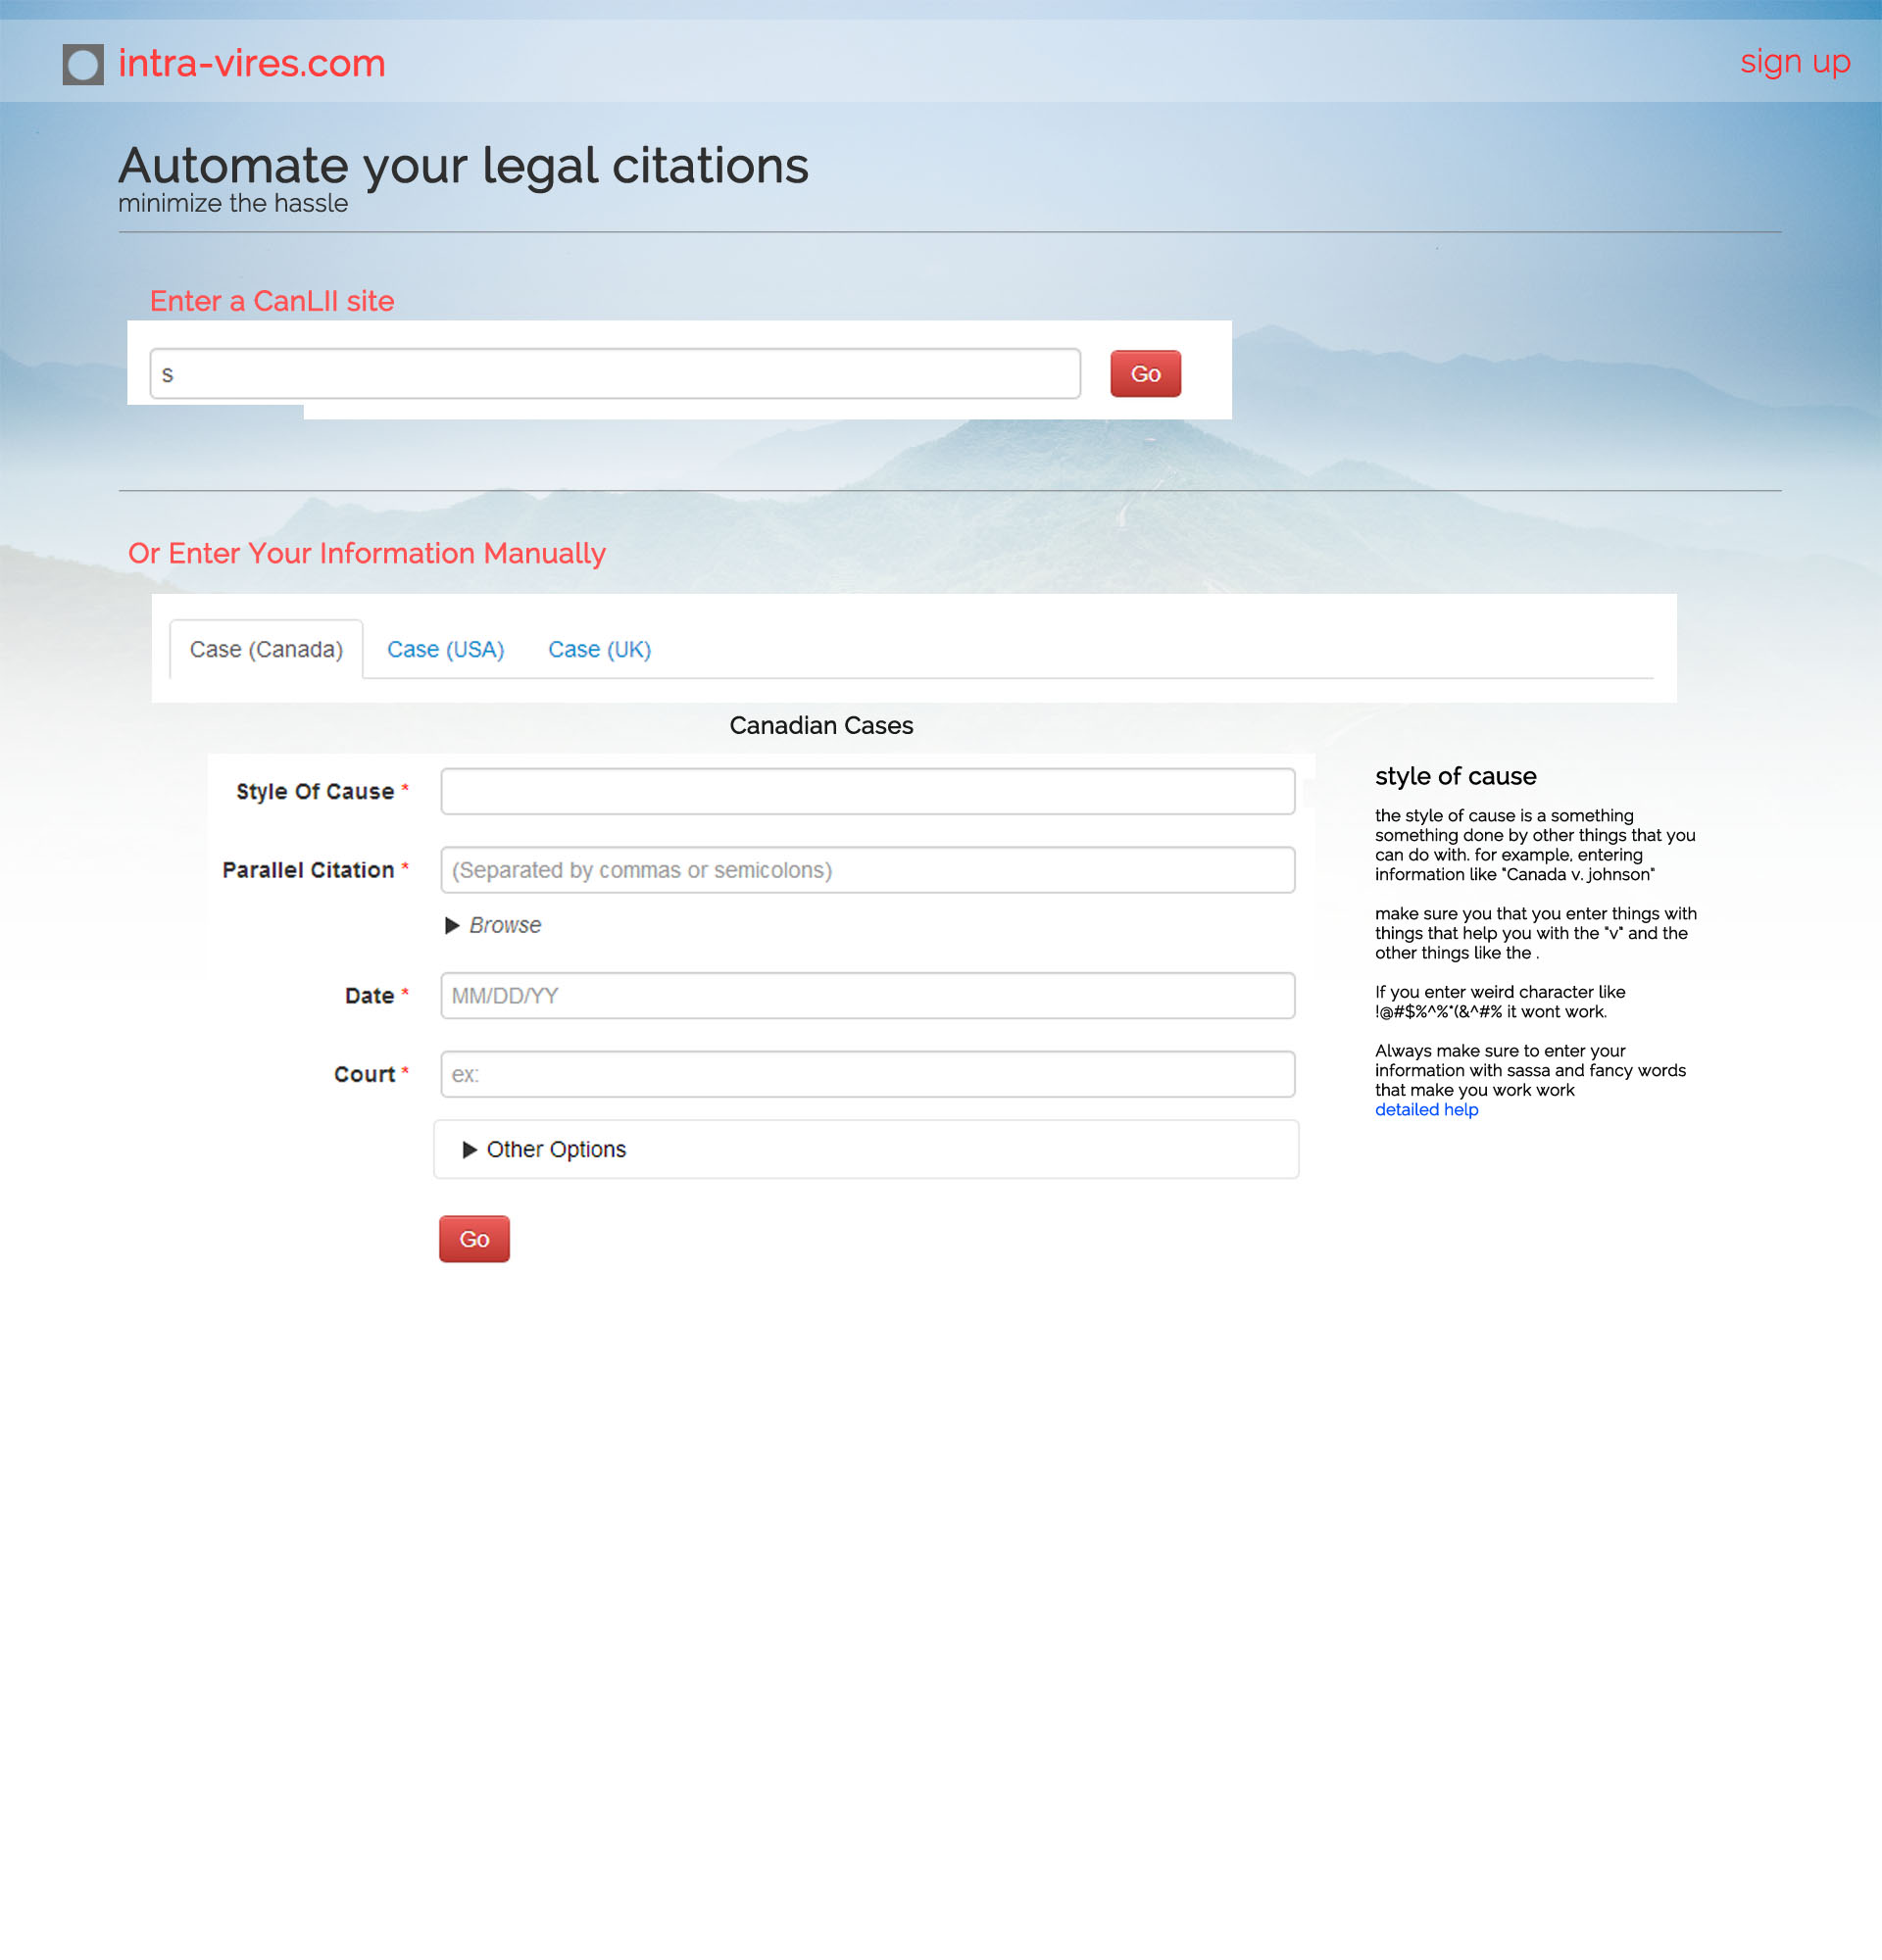 intra-vires.com
sign up
Automate your legal citations
minimize the hassle
Enter a CanLII site
s
Go
Or Enter Your Information Manually
Case (Canada) Case (USA) Case (UK)
Canadian Cases
Style Of Cause *
Parallel Citation * (Separated by commas or semicolons)
Browse
Date * MM/DD/YY
Court * ex:
Other Options
Go
style of cause
the style of cause is a something
something done by other things that you
can do with. for example, entering
information like "Canada v. johnson"
make sure you that you enter things with
things that help you with the "v" and the
other things like the .
If you enter weird character like
!@#$%^%*(&^#% it wont work.
Always make sure to enter your
information with sassa and fancy words
that make you work work
detailed help